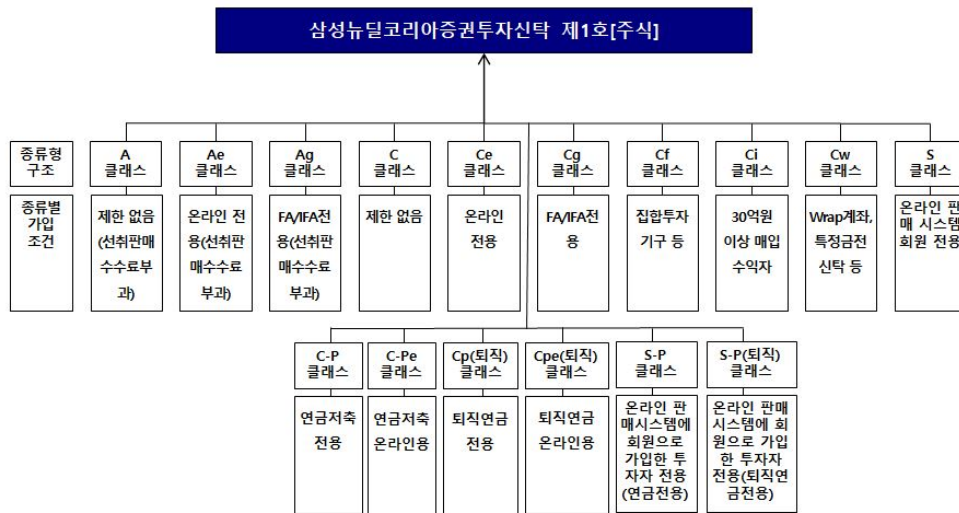 삼성뉴딜코리아증권투자신탁 제1호[주식]
종류형
구조
A
클래스
Ae
클래스
Ag
클래스
C
클래스
Ce
클래스
Cg
클래스
Cf
클래스
Ci
클래스
Cw
클래스
S
클래스
종류별
가입
조건
제한 없음
(선취판매
수수료부
과)
온라인 전
용(선취판
매수수료
부과)
FA/IFA전
용(선취판
매수수료
부과)
제한 없음
온라인
전용
FA/IFA전
용
집합투자
기구 등
30억원
이상 매입
수익자
Wrap계좌,
특정금전
신탁 등
온라인 판
매 시스템
회원 전용
C-P
클래스
C-Pe
클래스
Cp(퇴직)
클래스
Cpe(퇴직)
클래스
S-P
클래스
S-P(퇴직)
클래스
연금저축
전용
연금저축
온라인용
퇴직연금
전용
퇴직연금
온라인용
온라인 판
매시스템에
회원으로
가입한 투
자자 전용
(연금전용)
온라인 판매
시스템에 회
원으로 가입
한 투자자
전용(퇴직연
금전용)